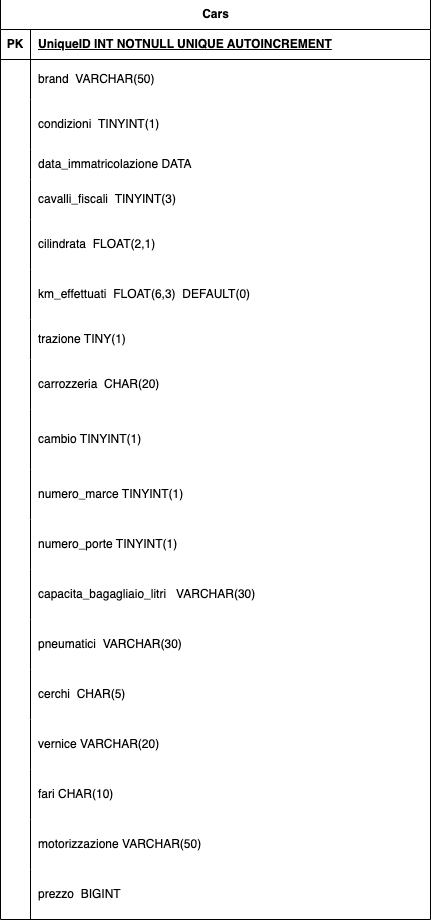 Cars
PK UniqueID INT NOTNULL UNIQUE AUTOINCREMENT
brand VARCHAR(50)
condizioni TINYINT(1)
data_immatricolazione DATA
cavalli_fiscali TINYINT(3)
cilindrata FLOAT(2,1)
km_effettuati FLOAT(6,3) DEFAULT(0)
trazione TINY(1)
carrozzeria CHAR(20)
cambio TINYINT(1)
numero_marce TINYINT(1)
numero_porte TINYINT(1)
capacita_bagagliaio_litri VARCHAR(30)
pneumatici VARCHAR(30)
cerchi CHAR(5)
vernice VARCHAR(20)
fari CHAR(10)
motorizzazione VARCHAR(50)
prezzo BIGINT